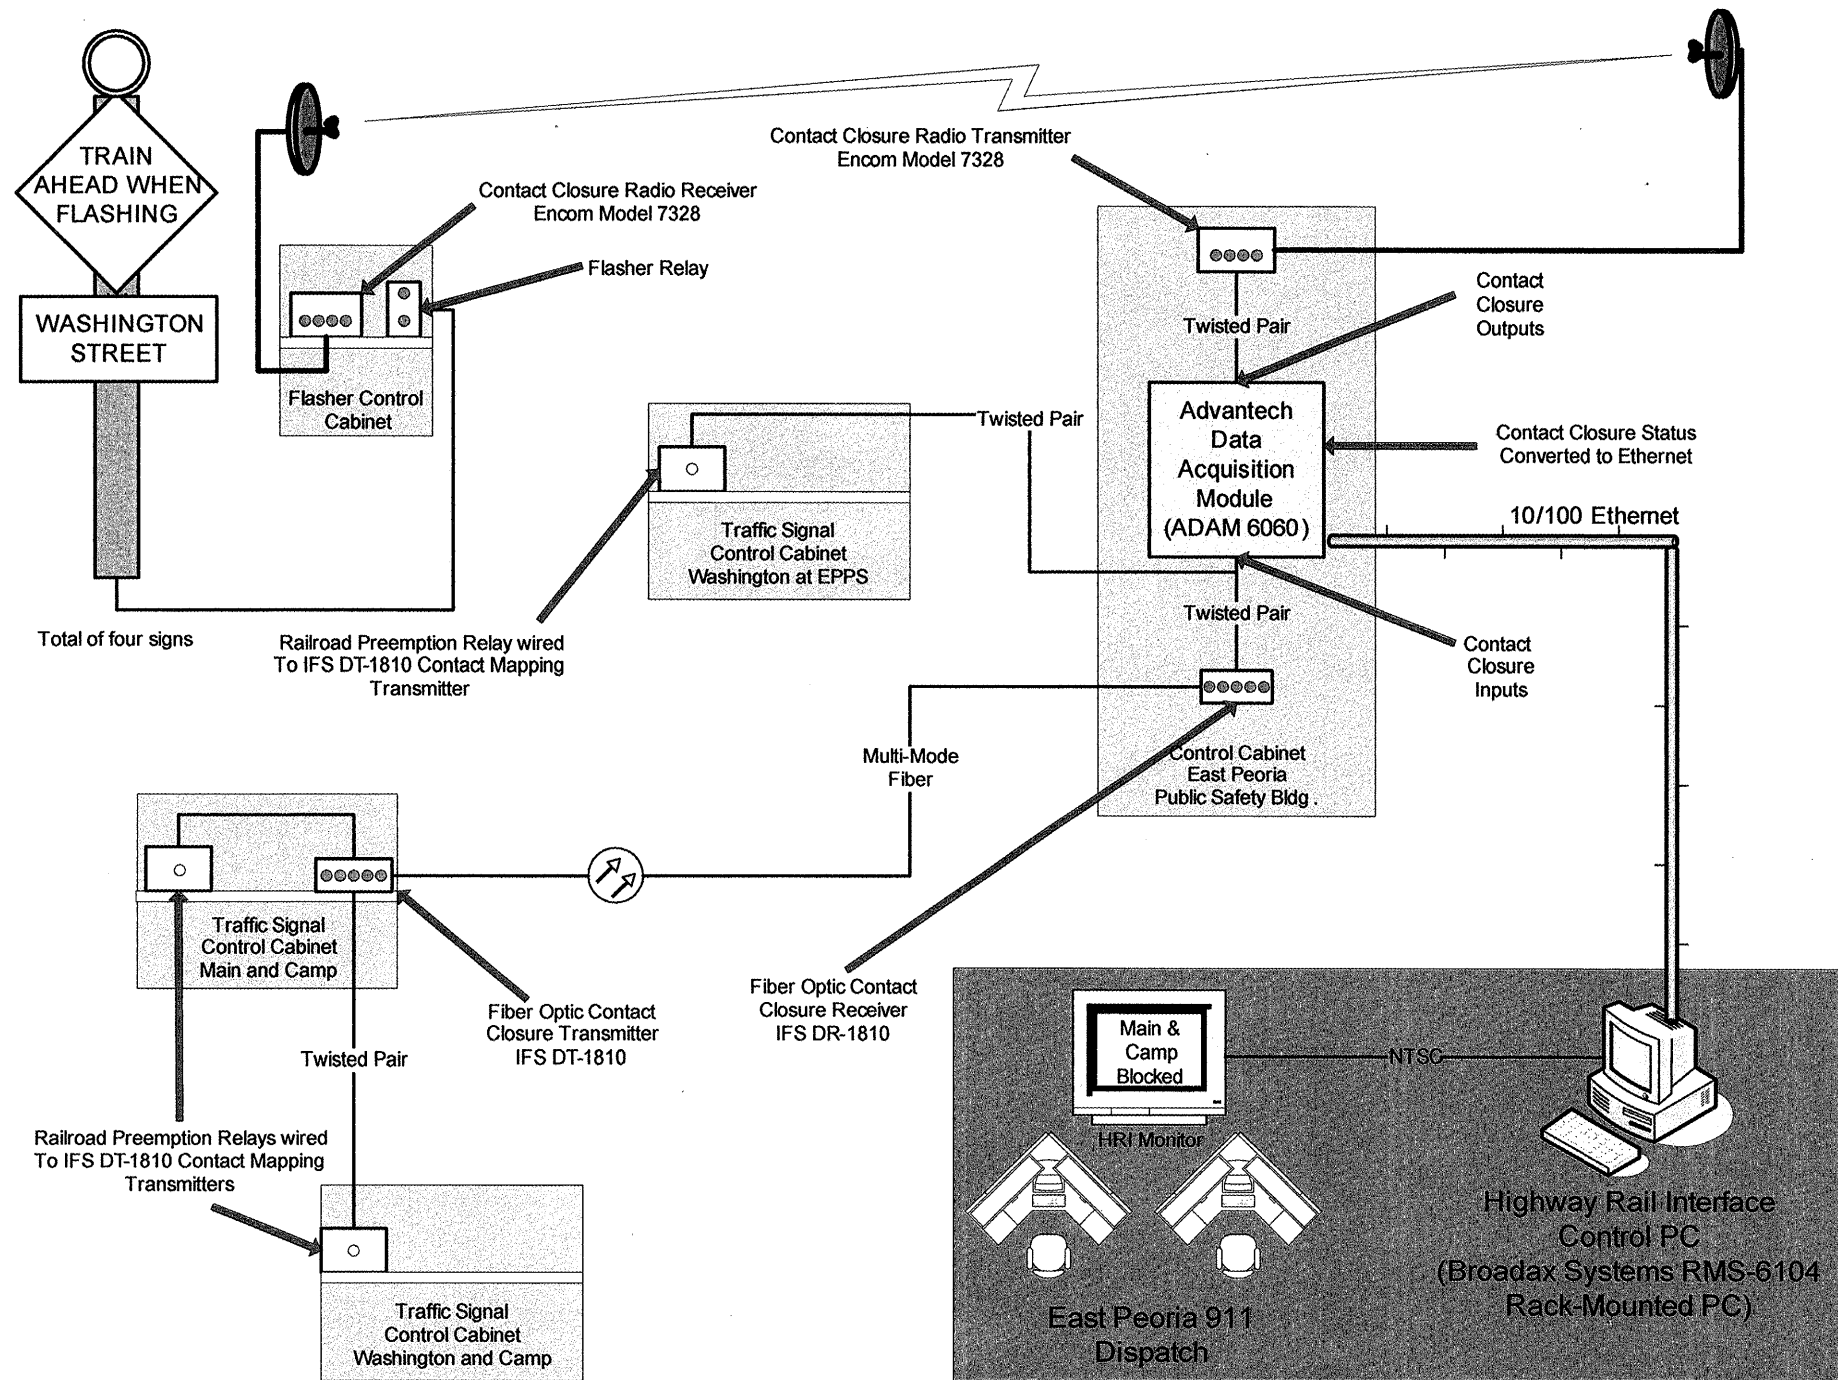 TRAIN
AHEAD WHEN
FLASHING
WASHINGTON
STREET
Total of four signs
Contact Closure Radio Receiver
Encom Model 7328
Flasher Relay
Flasher Control
Cabinet
Contact Closure Radio Transmitter
Encom Model 7328
Twisted Pair
Contact
Closure
Outputs
Advantech
Data
Acquisition
Module
(ADAM 6060)
Contact Closure Status
Converted to Ethernet
10/100 Ethernet
Twisted Pair
Traffic Signal
Control Cabinet
Washington at EPPS
Railroad Preemption Relay wired
To IFS DT-1810 Contact Mapping
Transmitter
Twisted Pair
Contact
Closure
Inputs
Control Cabinet
East Peoria
Public Safety Bldg .
Multi-Mode
Fiber
Traffic Signal
Control Cabinet
Main and Camp
Fiber Optic Contact
Closure Transmitter
IFS DT-1810
Fiber Optic Contact
Closure Receiver
IFS DR-1810
Twisted Pair
Railroad Preemption Relays wired
To IFS DT-1810 Contact Mapping
Transmitters
Traffic Signal
Control Cabinet
Washington and Camp
Main &
Camp
Blocked
NTSC
HRI Monitor
East Peoria 911
Dispatch
Highway Rail Interface
Control PC
(Broadax Systems RMS-6104
Rack-Mounted PC)